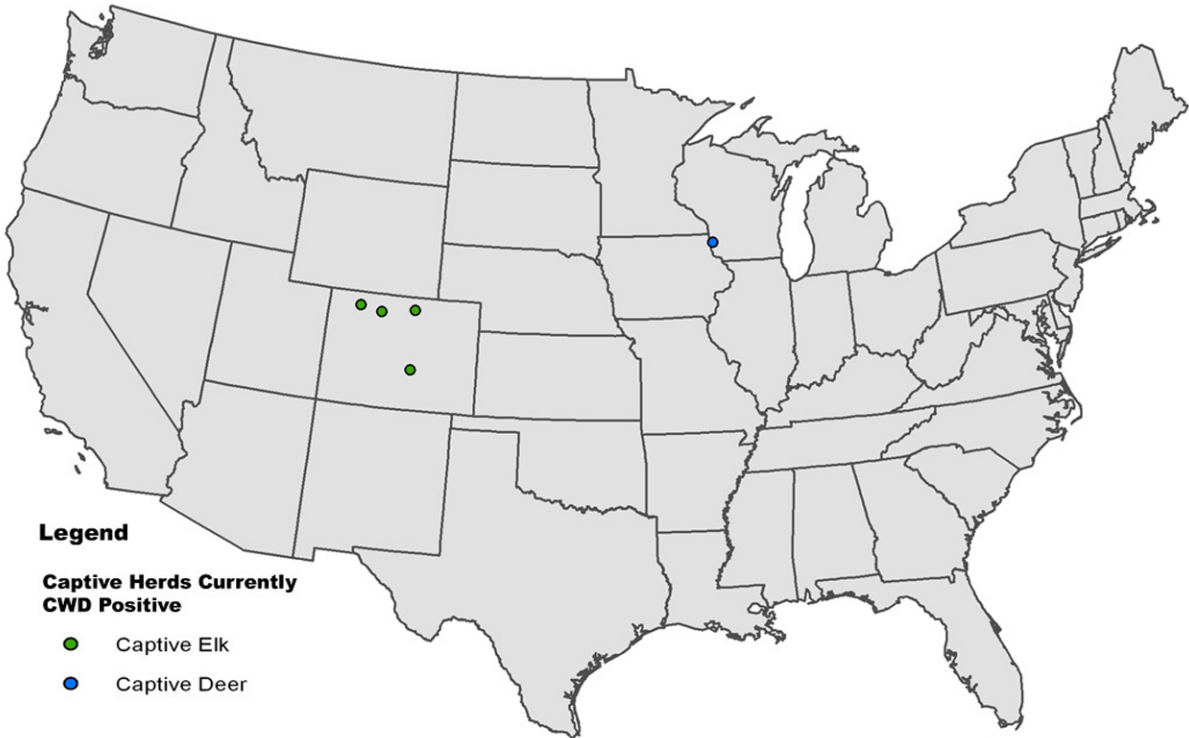 Legend
Captive Herds Currently
CWD Positive
Captive Elk
Captive Deer